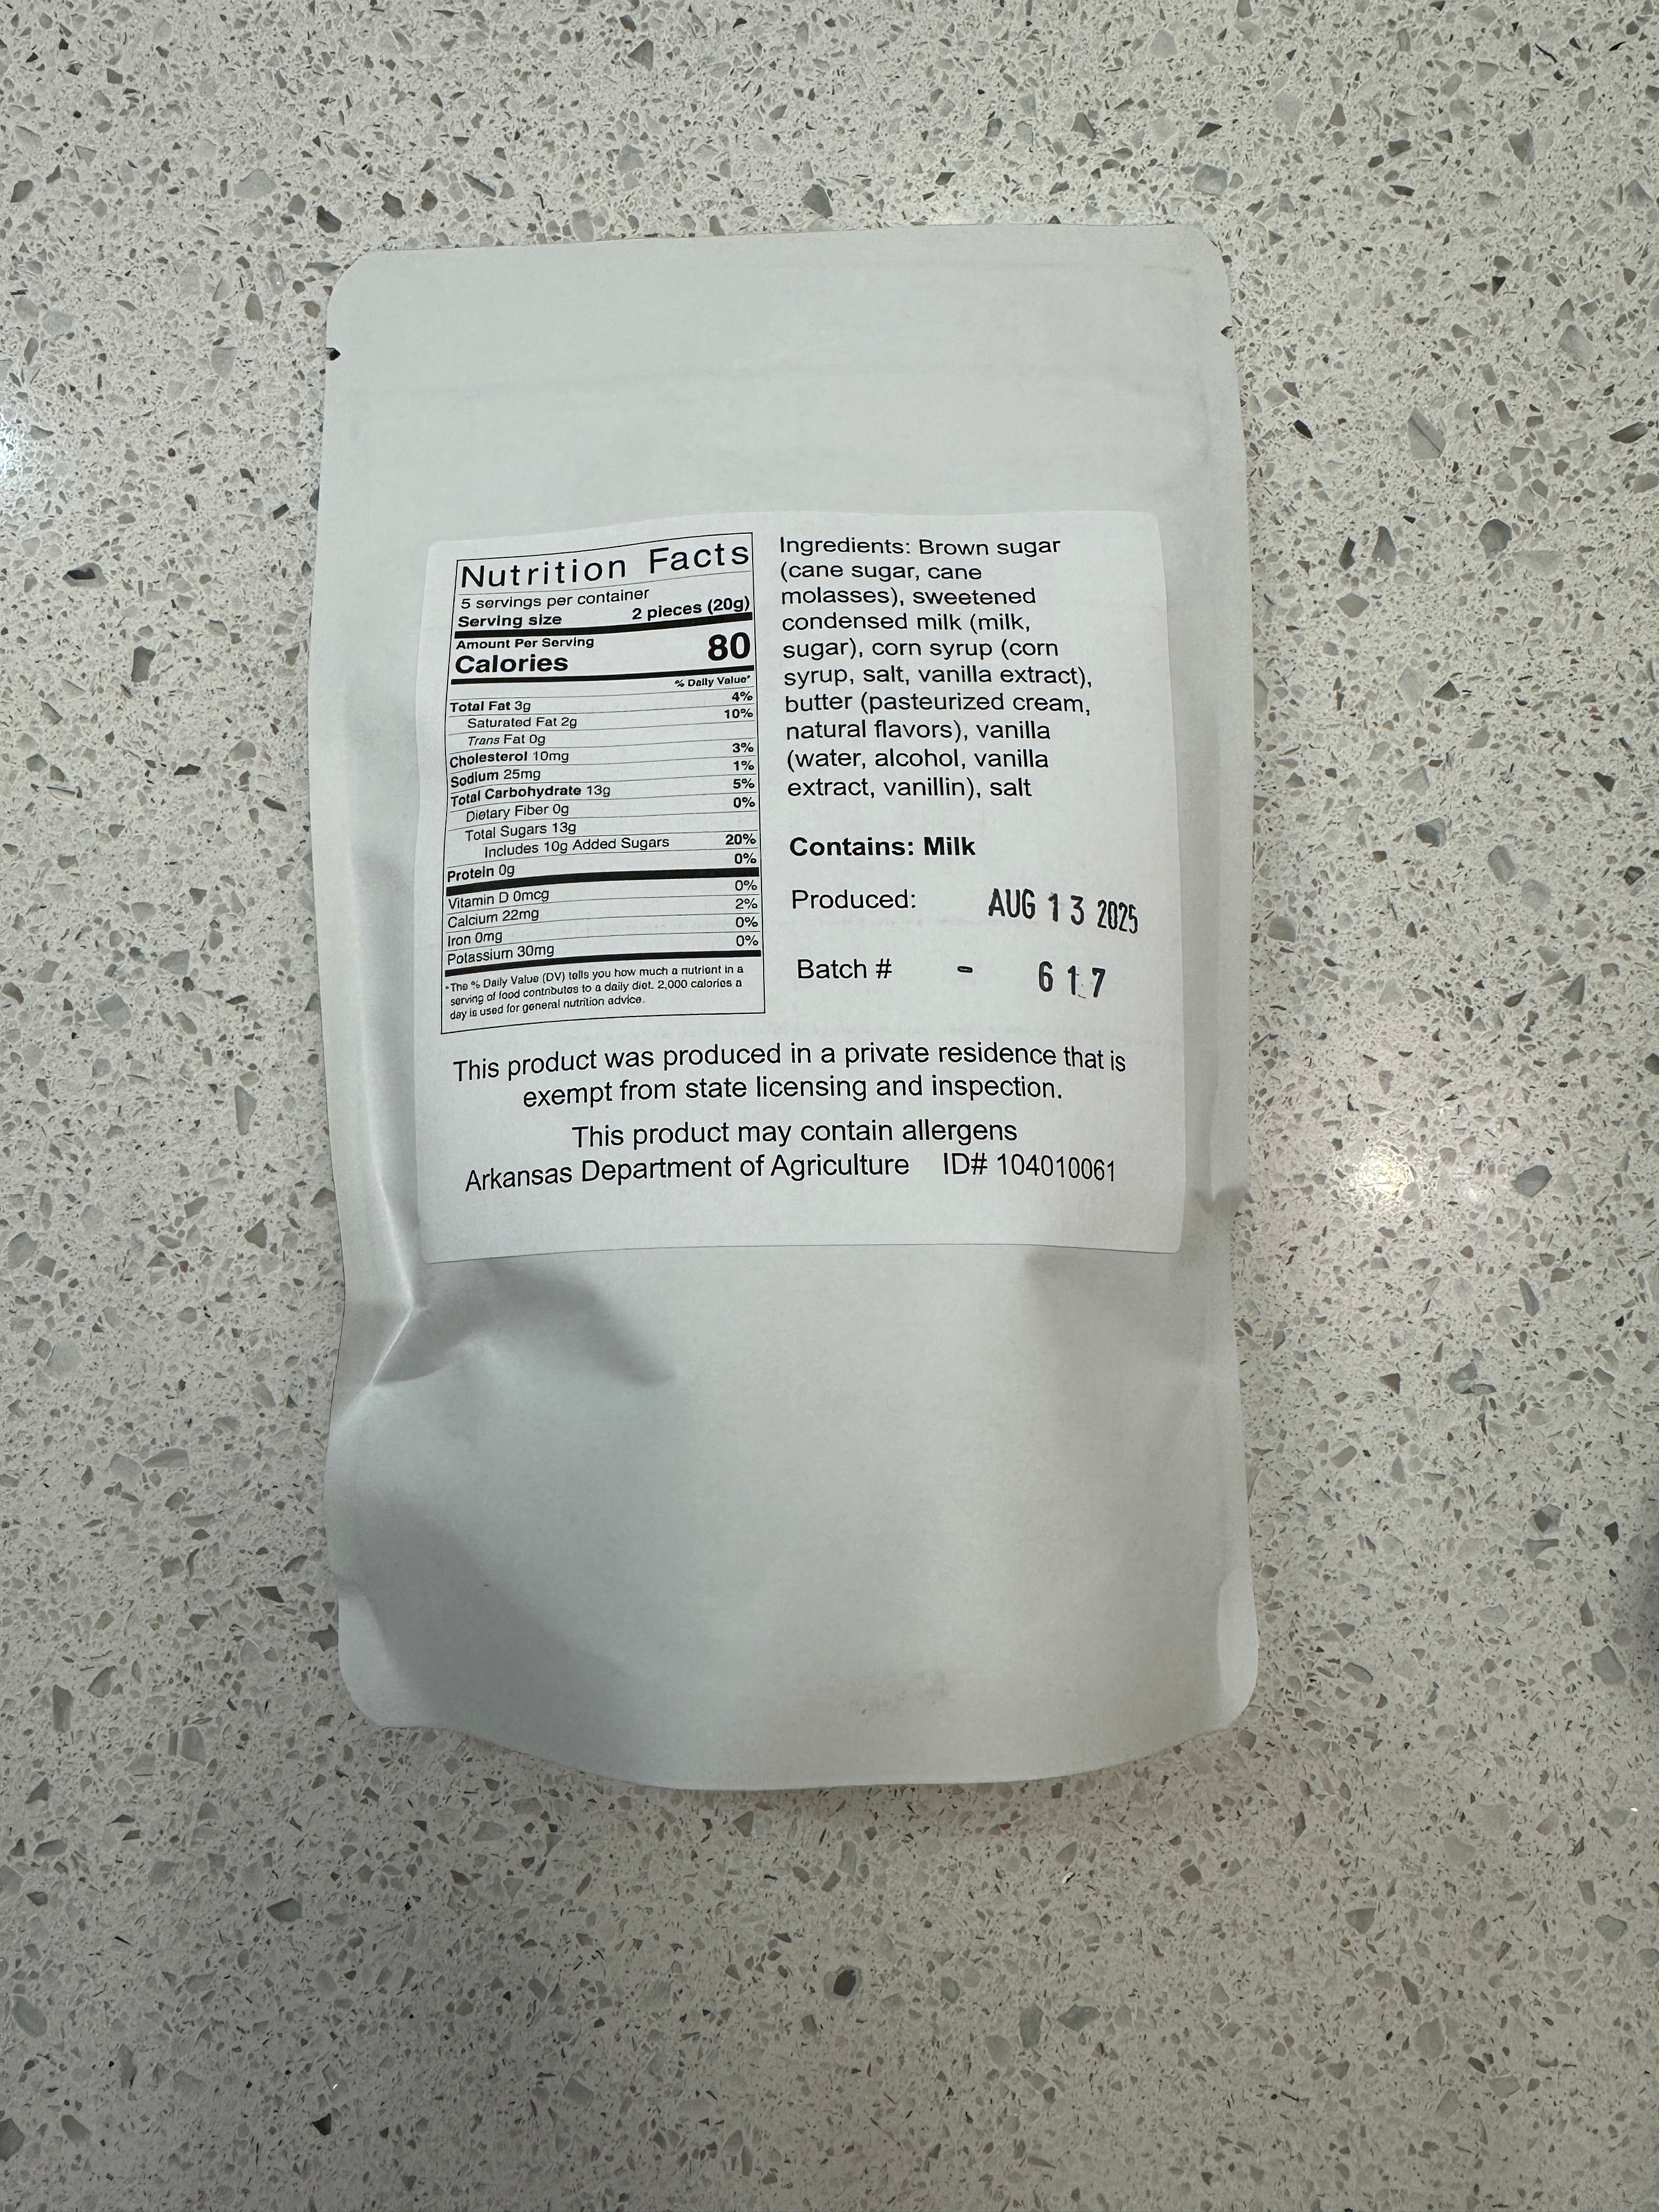 Nutrition Facts
5 servings per container
Serving size 2 pieces (20g)
Amount Per Serving
Calories 80
% Daily Value*
Total Fat 3g 4%
Saturated Fat 2g 10%
Trans Fat 0g
Cholesterol 10mg 3%
Sodium 25mg 1%
Total Carbohydrate 13g 5%
Dietary Fiber 0g 0%
Total Sugars 13g
Includes 10g Added Sugars 20%
Protein 0g 0%
Vitamin D 0mcg 0%
Calcium 22mg 2%
Iron 0mg 0%
Potassium 30mg 0%
*The % Daily Value (DV) tells you how much a nutrient in a
serving of food contributes to a daily diet. 2,000 calories a
day is used for general nutrition advice.
Ingredients: Brown sugar
(cane sugar, cane
molasses), sweetened
condensed milk (milk,
sugar), corn syrup (corn
syrup, salt, vanilla extract),
butter (pasteurized cream,
natural flavors), vanilla
(water, alcohol, vanilla
extract, vanillin), salt
Contains: Milk
Produced: AUG 13 2025
Batch # - 617
This product was produced in a private residence that is
exempt from state licensing and inspection.
This product may contain allergens
Arkansas Department of Agriculture ID# 104010061